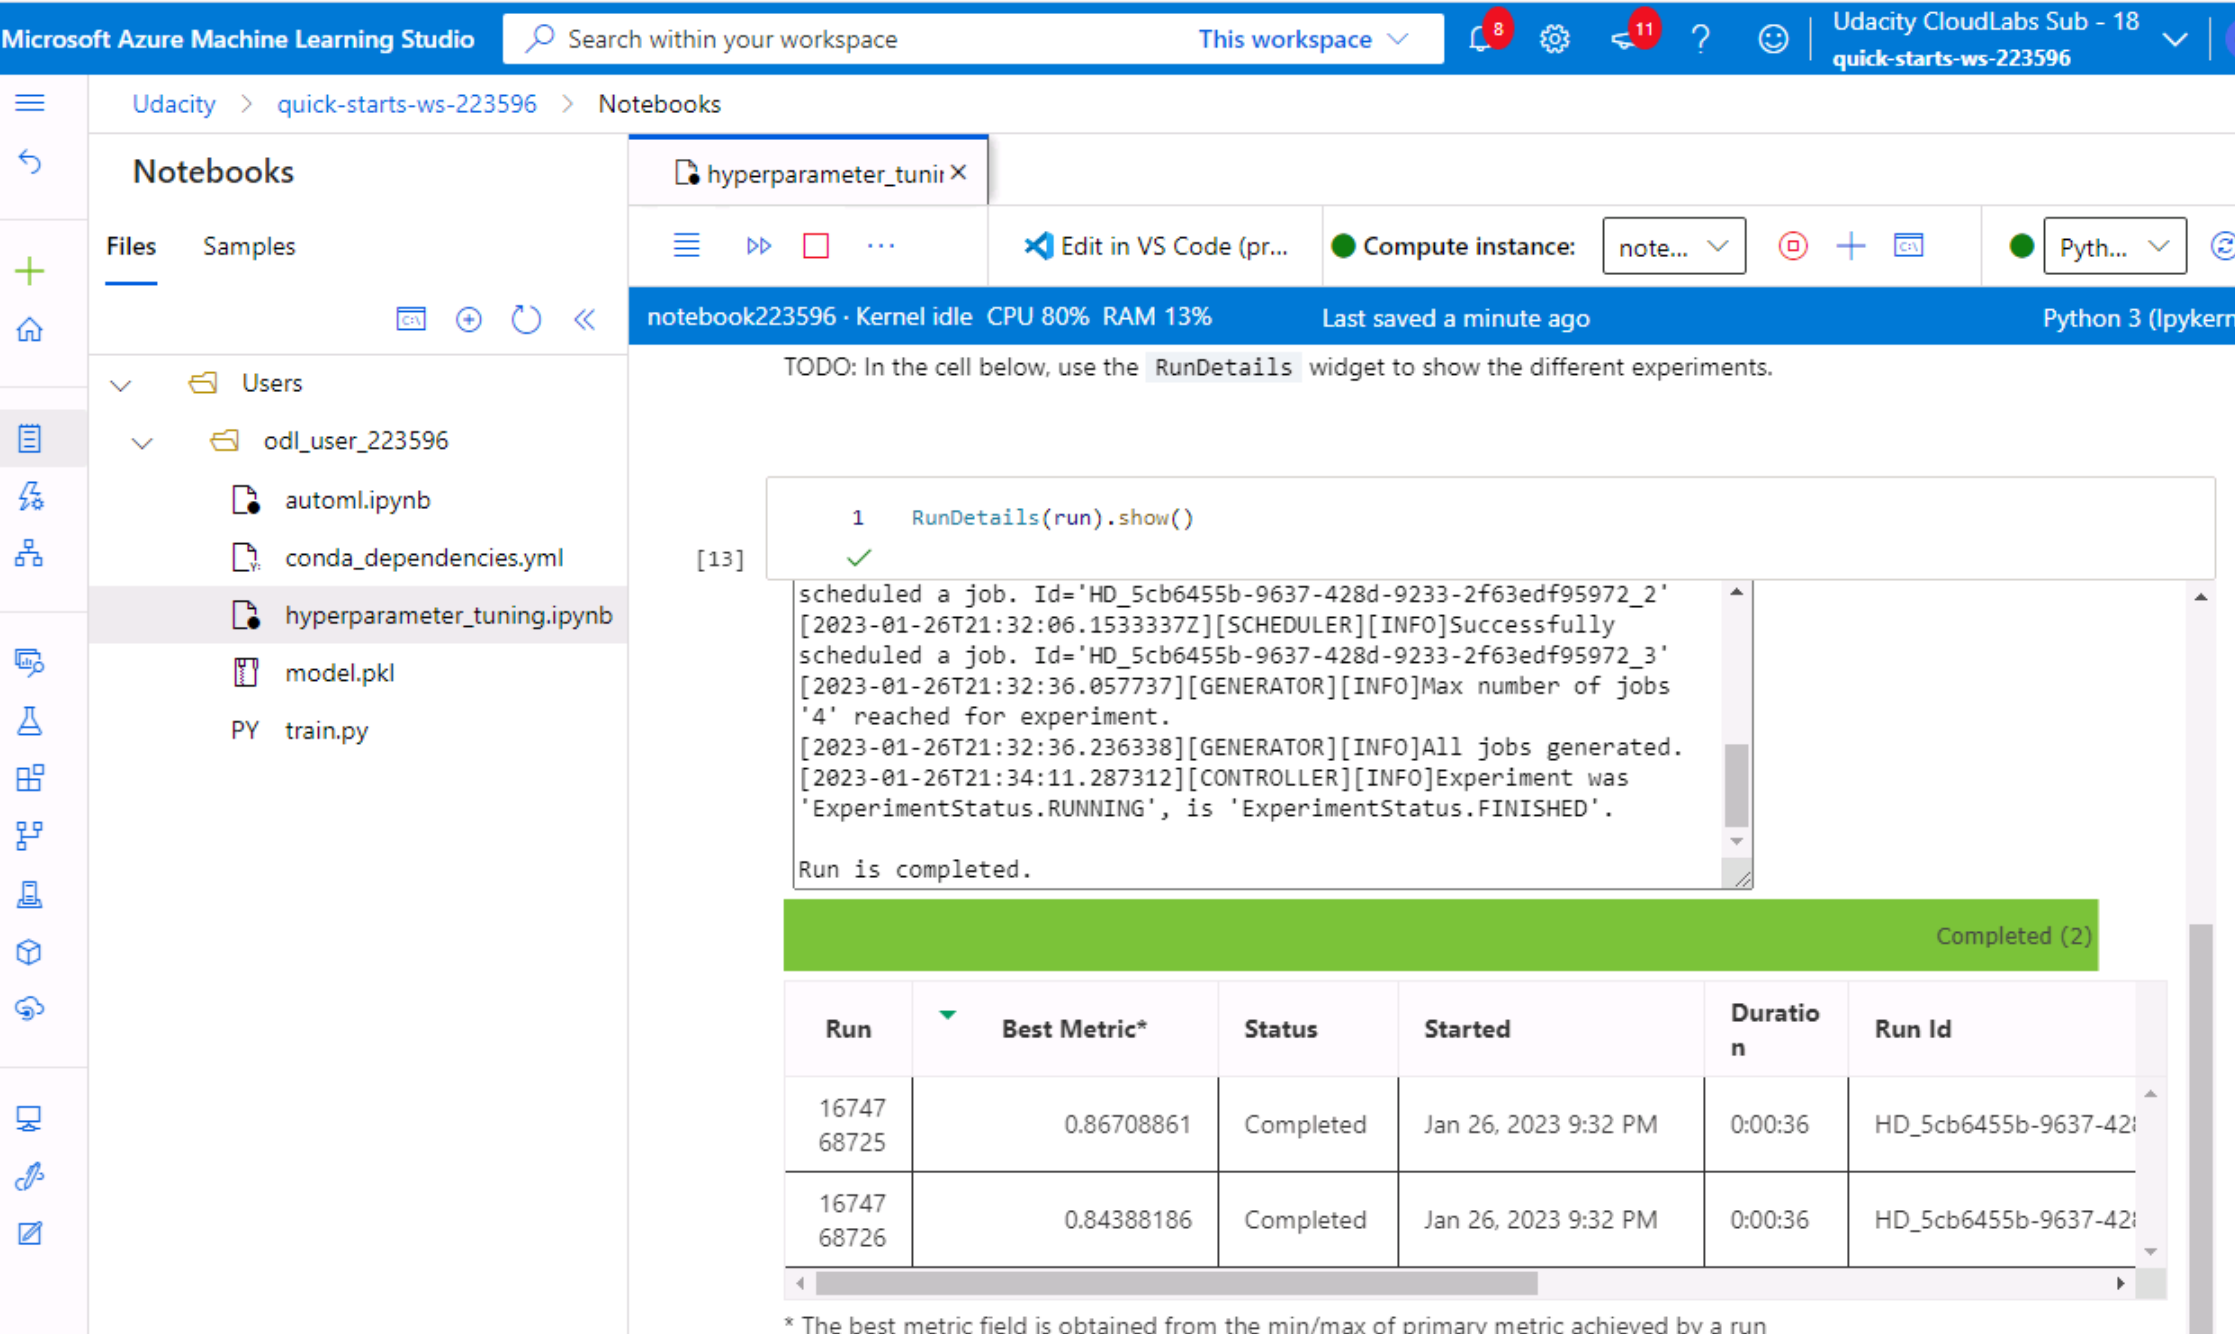 Microsoft Azure Machine Learning Studio
Search within your workspace
This workspace
8
11
?
Udacity CloudLabs Sub - 18
quick-starts-ws-223596
Udacity > quick-starts-ws-223596 > Notebooks
Notebooks
Files Samples
Users
odl_user_223596
automl.ipynb
conda_dependencies.yml
hyperparameter_tuning.ipynb
model.pkl
PY train.py
hyperparameter_tunir
Edit in VS Code (pr...
Compute instance: note...
Pyth...
notebook223596 · Kernel idle CPU 80% RAM 13% Last saved a minute ago Python 3 (Ipykern
TODO: In the cell below, use the RunDetails widget to show the different experiments.
1 RunDetails(run).show()
[13]
scheduled a job. Id='HD_5cb6455b-9637-428d-9233-2f63edf95972_2'
[2023-01-26T21:32:06.1533337Z][SCHEDULER][INFO]Successfully
scheduled a job. Id='HD_5cb6455b-9637-428d-9233-2f63edf95972_3'
[2023-01-26T21:32:36.057737][GENERATOR][INFO]Max number of jobs
'4' reached for experiment.
[2023-01-26T21:32:36.236338][GENERATOR][INFO]All jobs generated.
[2023-01-26T21:34:11.287312][CONTROLLER][INFO]Experiment was
'ExperimentStatus.RUNNING', is 'ExperimentStatus.FINISHED'.
Run is completed.
Completed (2)
Run Best Metric* Status Started Duratio
n Run Id
16747
68725 0.86708861 Completed Jan 26, 2023 9:32 PM 0:00:36 HD_5cb6455b-9637-42
16747
68726 0.84388186 Completed Jan 26, 2023 9:32 PM 0:00:36 HD_5cb6455b-9637-42
* The best metric field is obtained from the min/max of primary metric achieved by a run